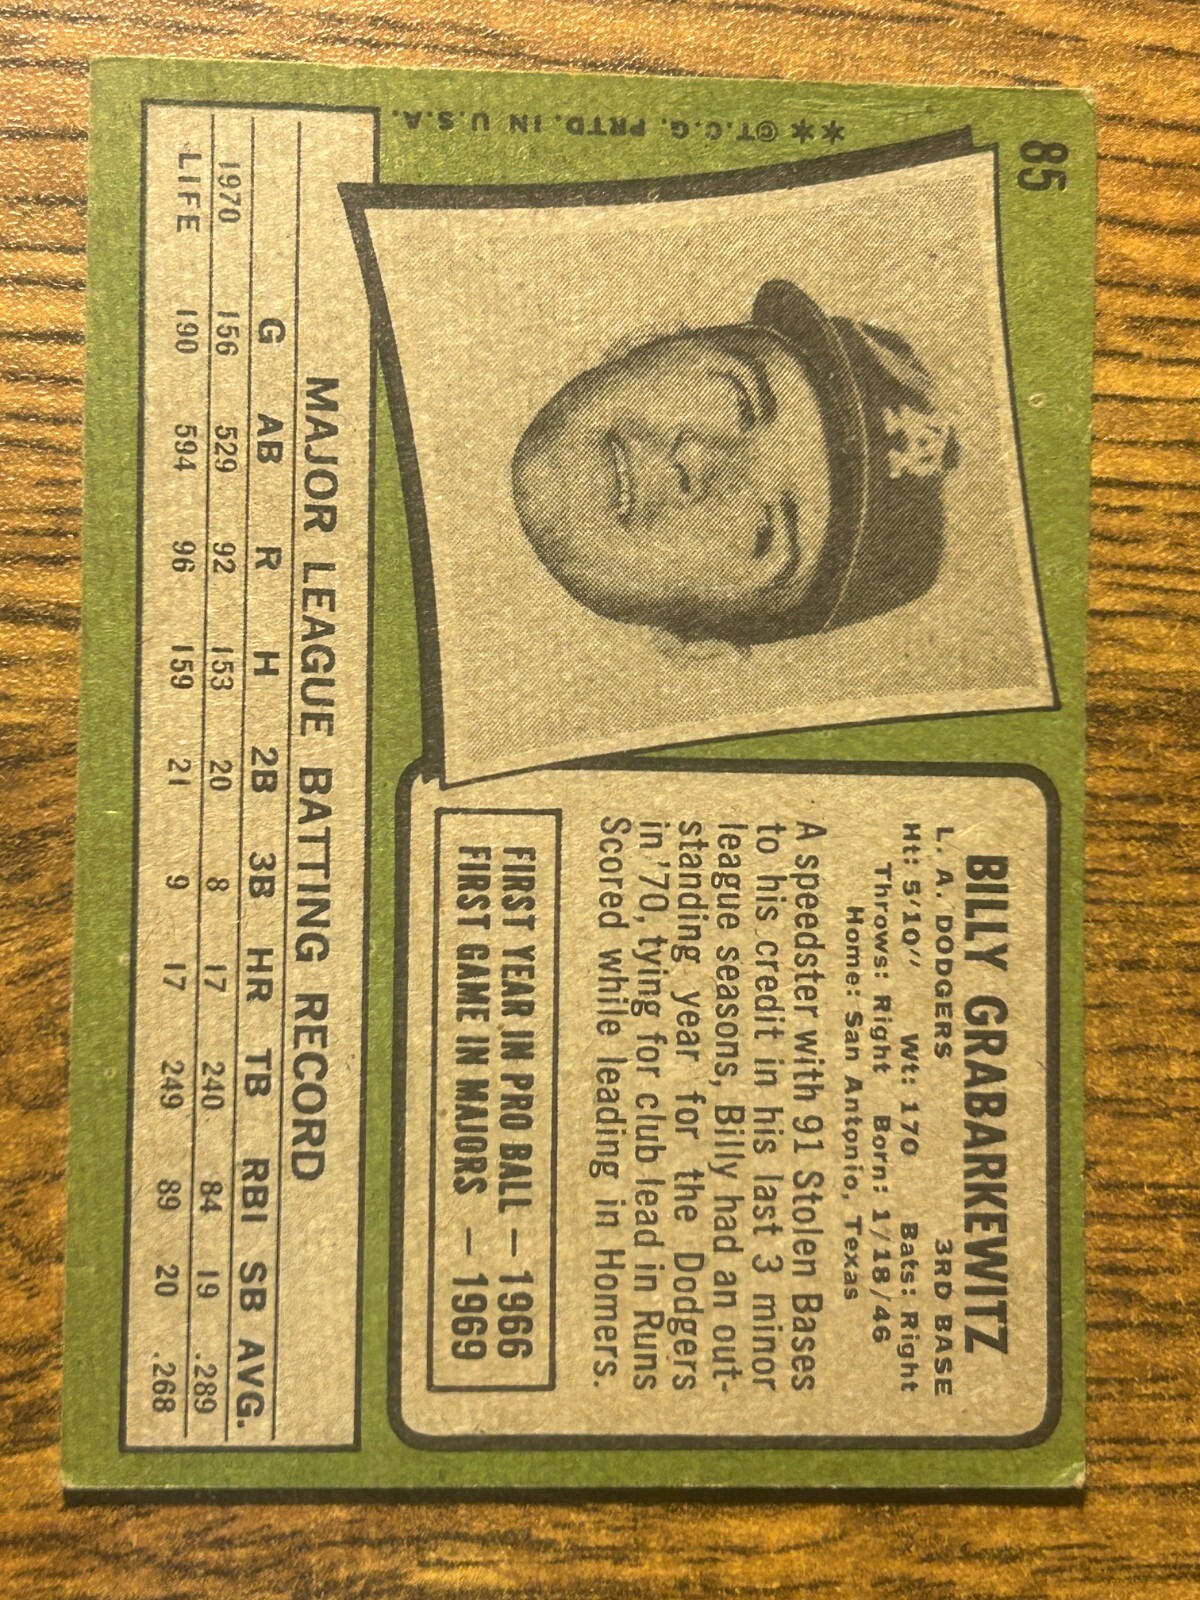 85
BILLY GRABARKEWITZ
L. A. DODGERS 3RD BASE
Ht: 5'10" Wt: 170 Bats: Right
Throws: Right Born: 1/18/46
Home: San Antonio, Texas
A speedster with 91 Stolen Bases
to his credit in his last 3 minor
league seasons, Billy had an out-
standing year for the Dodgers
in '70, tying for club lead in Runs
Scored while leading in Homers.
FIRST YEAR IN PRO BALL — 1966
FIRST GAME IN MAJORS — 1969
**©T.C.G. PRTD. IN U.S.A.
LA
MAJOR LEAGUE BATTING RECORD
G AB R H 2B 3B HR TB RBI SB AVG.
1970 156 529 92 153 20 8 17 240 84 19 .289
LIFE 190 594 96 159 21 9 17 249 89 20 .268